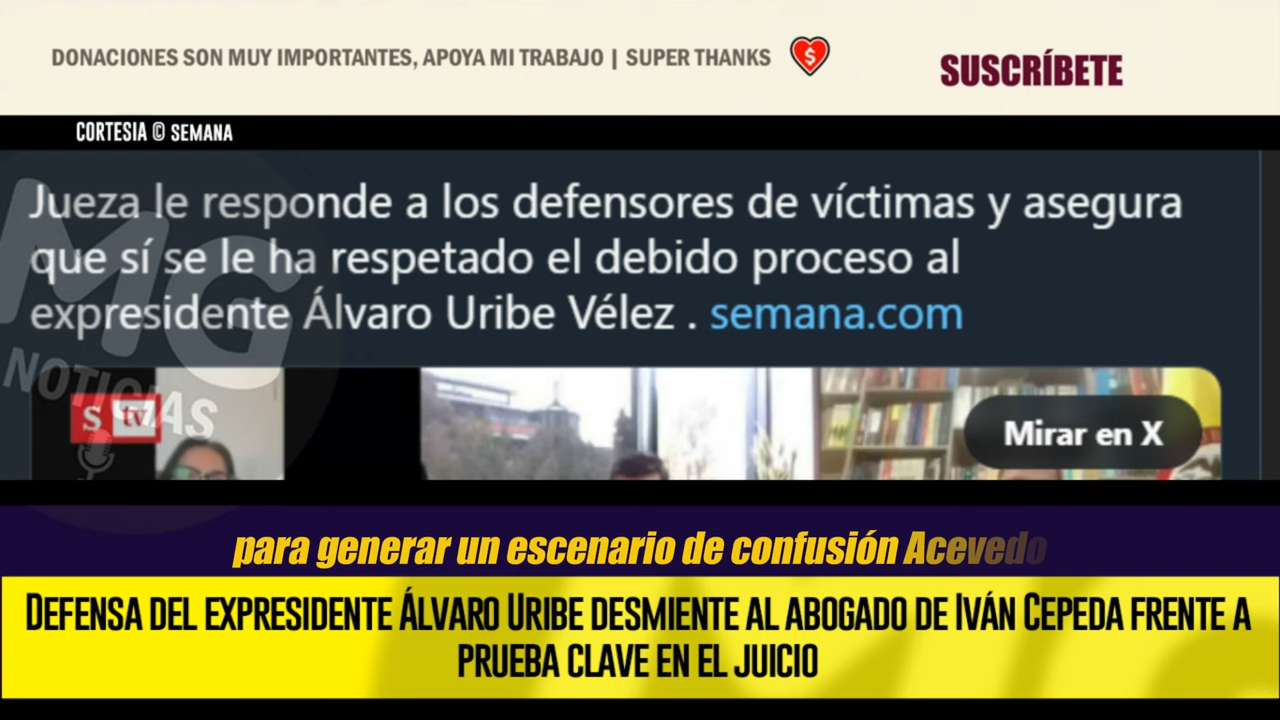 DONACIONES SON MUY IMPORTANTES, APOYA MI TRABAJO | SUPER THANKS $
SUSCRÍBETE
CORTESIA © SEMANA
Jueza le responde a los defensores de víctimas y asegura
que sí se le ha respetado el debido proceso al
expresidente Álvaro Uribe Vélez . semana.com
MG
NOTICIAS
S tv
Mirar en X
para generar un escenario de confusión Acevedo
DEFENSA DEL EXPRESIDENTE ÁLVARO URIBE DESMIENTE AL ABOGADO DE IVÁN CEPEDA FRENTE A
PRUEBA CLAVE EN EL JUICIO